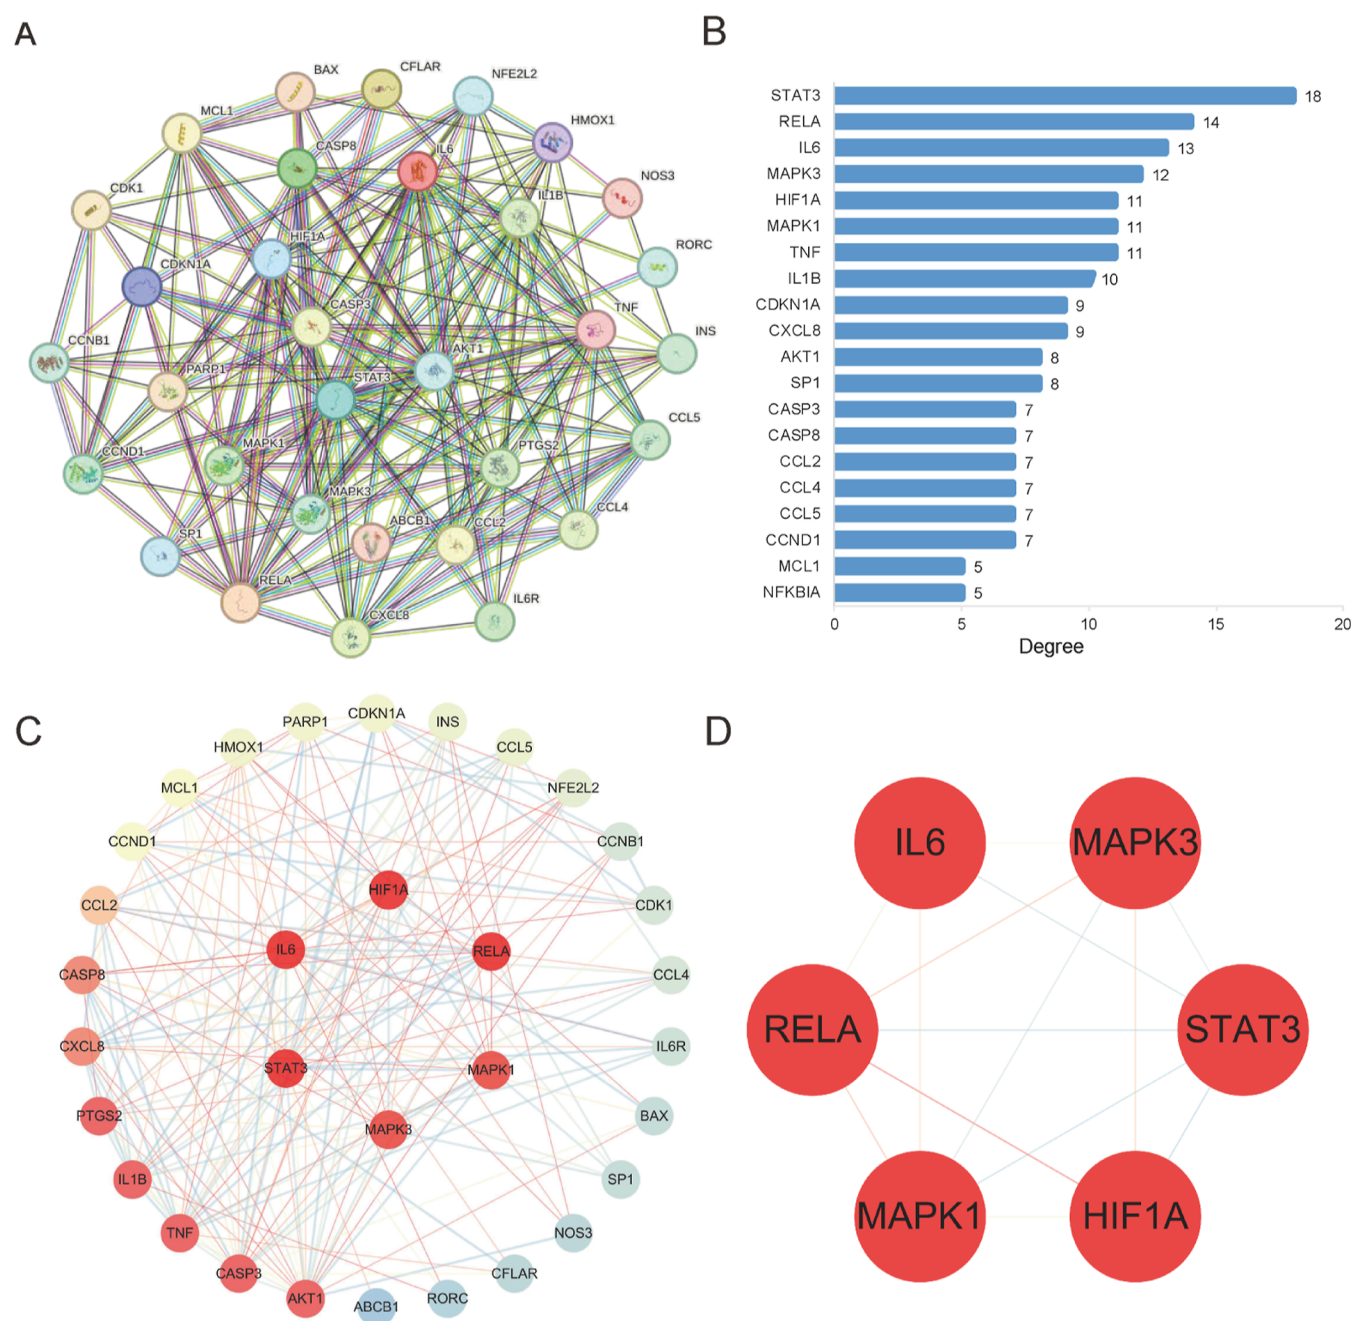 A
BAX
CFLAR
NFE2L2
MCL1
HMOX1
CASP8
IL6
NOS3
CDK1
IL1B
HIF1A
RORC
CDKN1A
CASP3
TNF
INS
CCNB1
AKT1
PARP1
STAT3
CCL5
CCND1
MAPK1
PTGS2
MAPK3
CCL4
ABCB1
CCL2
SP1
RELA
IL6R
CXCL8
B
STAT3 18
RELA 14
IL6 13
MAPK3 12
HIF1A 11
MAPK1 11
TNF 11
IL1B 10
CDKN1A 9
CXCL8 9
AKT1 8
SP1 8
CASP3 7
CASP8 7
CCL2 7
CCL4 7
CCL5 7
CCND1 7
MCL1 5
NFKBIA 5
0 5 10 15 20
Degree
C
PARP1
CDKN1A
INS
HMOX1
CCL5
MCL1
NFE2L2
CCND1
CCNB1
HIF1A
CCL2
CDK1
IL6
RELA
CASP8
CCL4
CXCL8
IL6R
STAT3
MAPK1
PTGS2
MAPK3
BAX
IL1B
SP1
TNF
NOS3
CASP3
CFLAR
AKT1
ABCB1
RORC
D
IL6
MAPK3
RELA
STAT3
MAPK1
HIF1A